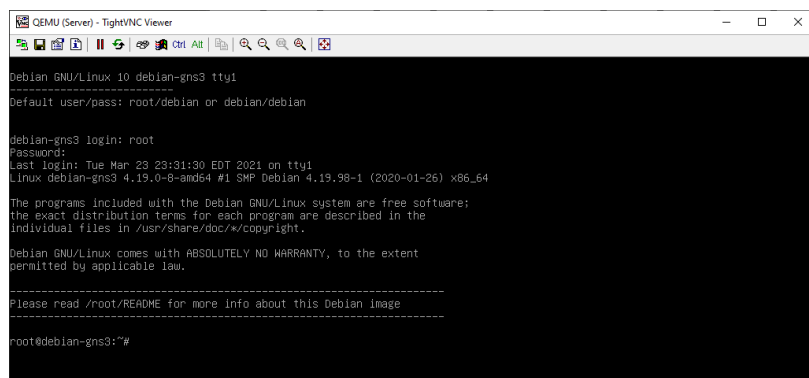 QEMU (Server) - TightVNC Viewer
Ctrl Alt
Debian GNU/Linux 10 debian-gns3 tty1
--------------------------
Default user/pass: root/debian or debian/debian
debian-gns3 login: root
Password:
Last login: Tue Mar 23 23:31:30 EDT 2021 on tty1
Linux debian-gns3 4.19.0-8-amd64 #1 SMP Debian 4.19.98-1 (2020-01-26) x86_64
The programs included with the Debian GNU/Linux system are free software;
the exact distribution terms for each program are described in the
individual files in /usr/share/doc/*/copyright.
Debian GNU/Linux comes with ABSOLUTELY NO WARRANTY, to the extent
permitted by applicable law.
--------------------------------------------------------------------
Please read /root/README for more info about this Debian image
--------------------------------------------------------------------
root@debian-gns3:~#